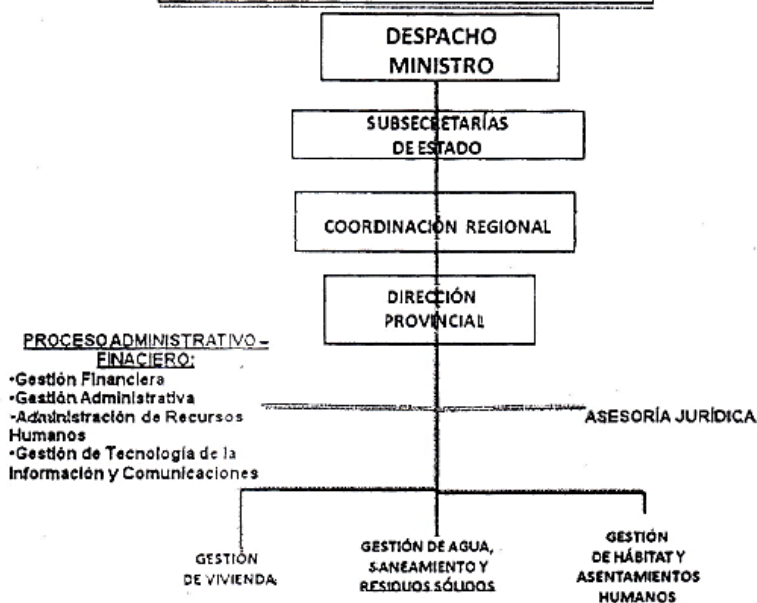 DESPACHO
MINISTRO
SUBSECRETARÍAS
DE ESTADO
COORDINACIÓN REGIONAL
DIRECCIÓN
PROVINCIAL
PROCESO ADMINISTRATIVO –
FINACIERO:
•Gestión Financiera
•Gestión Administrativa
•Administración de Recursos
Humanos
•Gestión de Tecnología de la
Información y Comunicaciones
ASESORÍA JURÍDICA
GESTIÓN
DE VIVIENDA
GESTIÓN DE AGUA,
SANEAMIENTO Y
RESIDUOS SÓLIDOS
GESTIÓN
DE HÁBITAT Y
ASENTAMIENTOS
HUMANOS